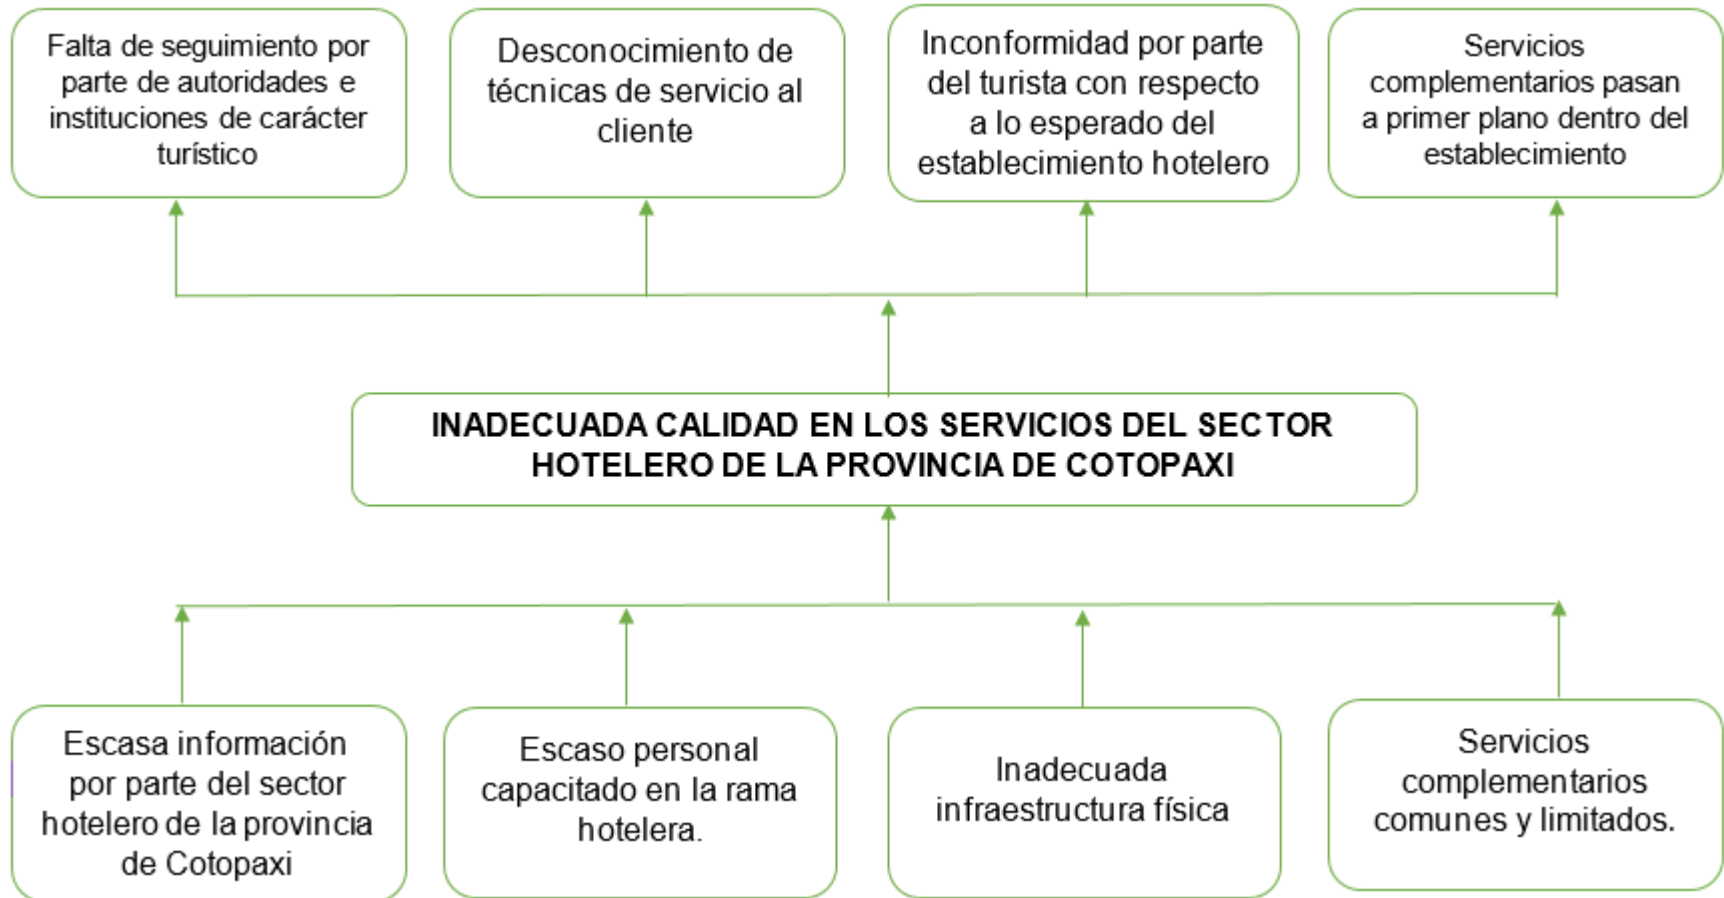 Falta de seguimiento por
parte de autoridades e
instituciones de carácter
turístico
Desconocimiento de
técnicas de servicio al
cliente
Inconformidad por parte
del turista con respecto
a lo esperado del
establecimiento hotelero
Servicios
complementarios pasan
a primer plano dentro del
establecimiento
INADECUADA CALIDAD EN LOS SERVICIOS DEL SECTOR
HOTELERO DE LA PROVINCIA DE COTOPAXI
Escasa información
por parte del sector
hotelero de la provincia
de Cotopaxi
Escaso personal
capacitado en la rama
hotelera.
Inadecuada
infraestructura física
Servicios
complementarios
comunes y limitados.